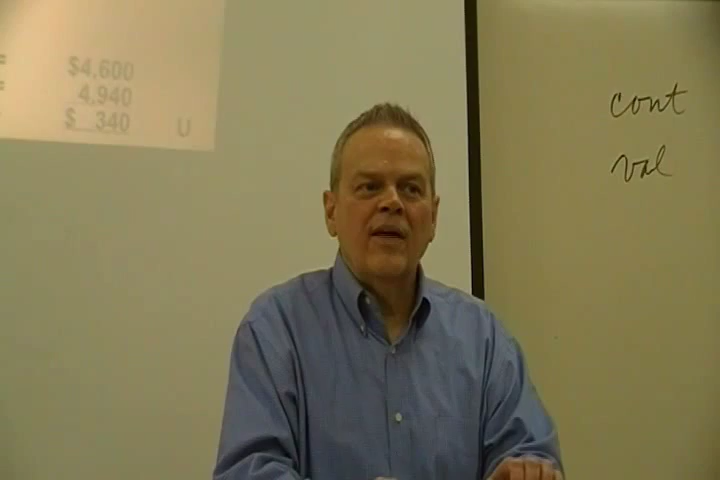 = $4,600
= 4,940
$ 340 U
cont
val